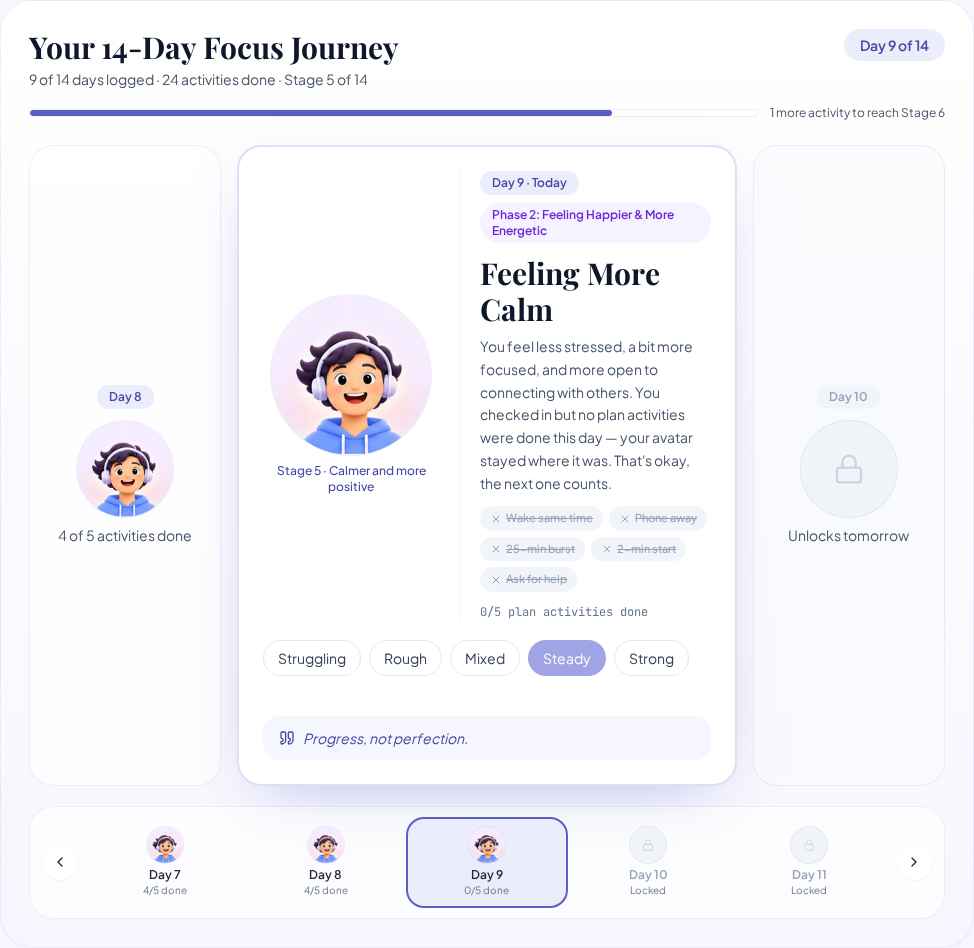 Your 14-Day Focus Journey
Day 9 of 14
9 of 14 days logged · 24 activities done · Stage 5 of 14
1 more activity to reach Stage 6
Day 8
4 of 5 activities done
Stage 5 · Calmer and more
positive
Day 9 · Today
Phase 2: Feeling Happier & More
Energetic
Feeling More
Calm
You feel less stressed, a bit more
focused, and more open to
connecting with others. You
checked in but no plan activities
were done this day — your avatar
stayed where it was. That's okay,
the next one counts.
Wake same time
Phone away
25-min burst
2-min start
Ask for help
0/5 plan activities done
Struggling
Rough
Mixed
Steady
Strong
Progress, not perfection.
Day 10
Unlocks tomorrow
Day 7
4/5 done
Day 8
4/5 done
Day 9
0/5 done
Day 10
Locked
Day 11
Locked